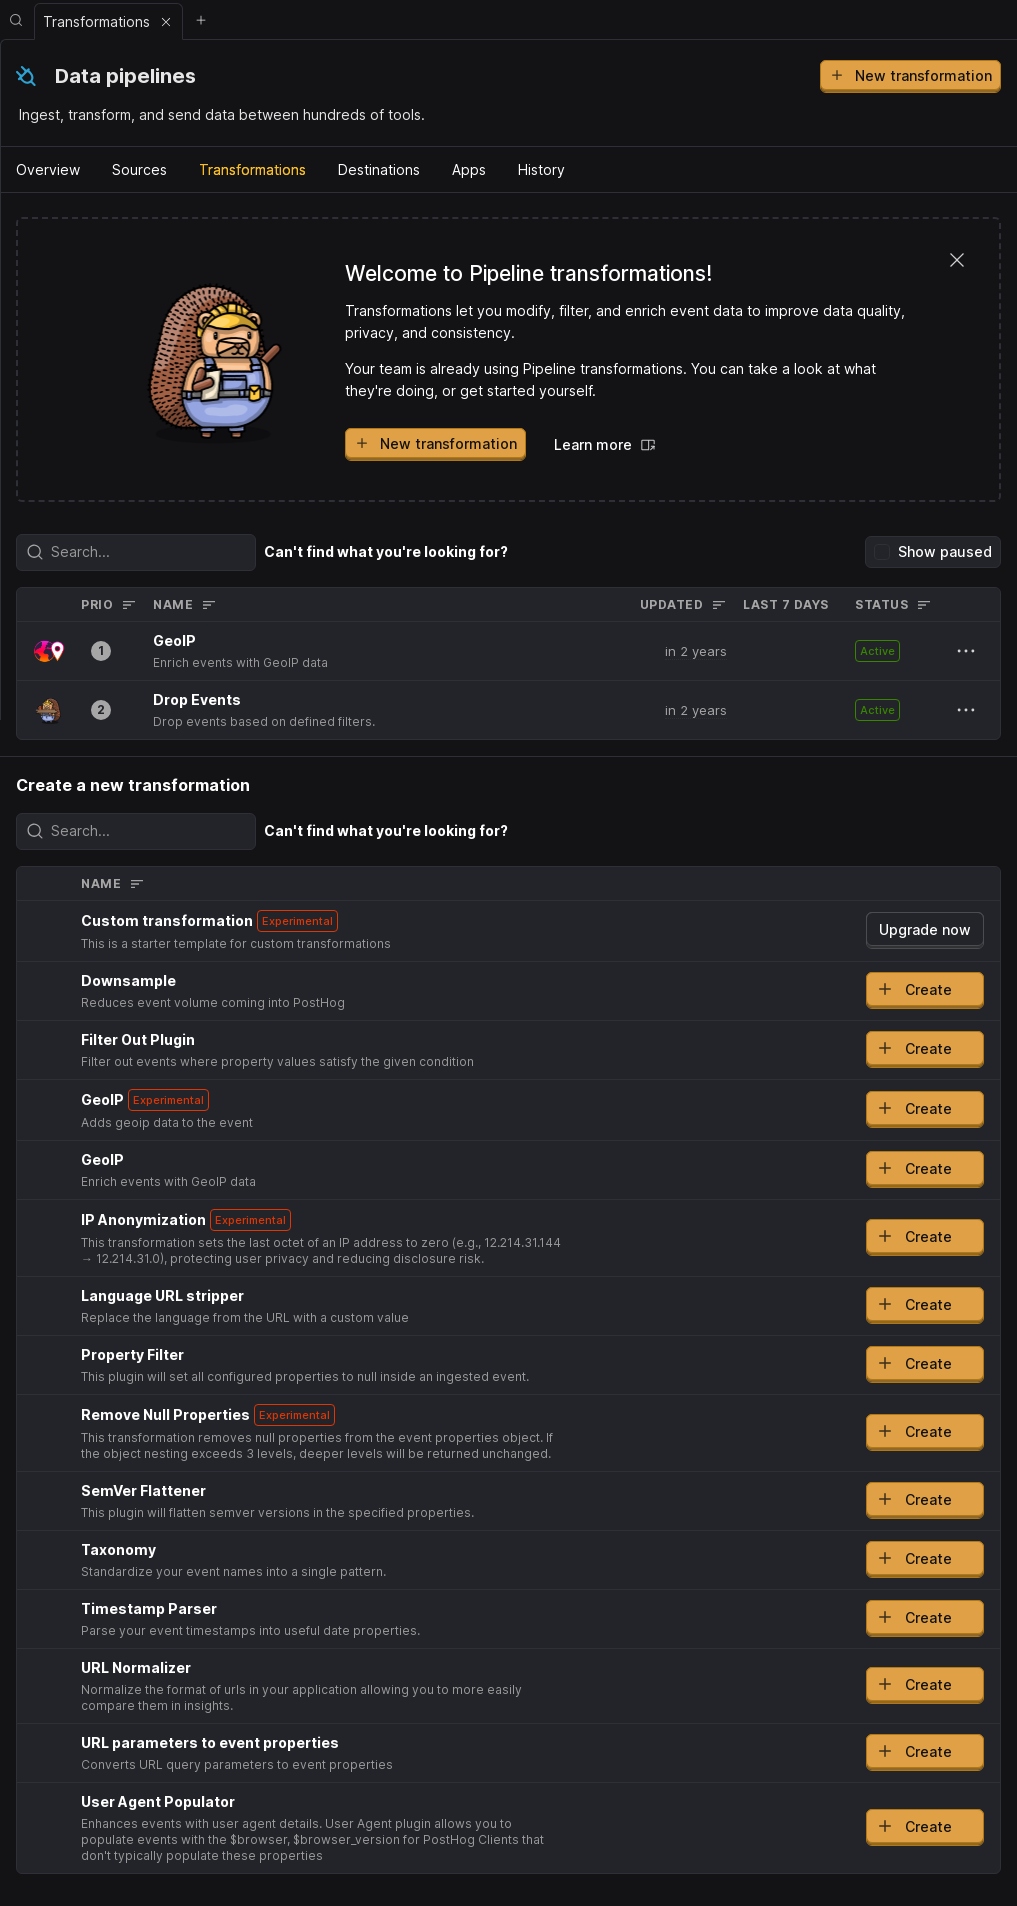 Transformations
Data pipelines
New transformation
Ingest, transform, and send data between hundreds of tools.
Overview Sources Transformations Destinations Apps History
Welcome to Pipeline transformations!
Transformations let you modify, filter, and enrich event data to improve data quality,
privacy, and consistency.
Your team is already using Pipeline transformations. You can take a look at what
they're doing, or get started yourself.
New transformation Learn more
Search... Can't find what you're looking for? Show paused
PRIO NAME UPDATED LAST 7 DAYS STATUS
GeoIP
1 in 2 years Active
Enrich events with GeoIP data
Drop Events
2 in 2 years Active
Drop events based on defined filters.
Create a new transformation
Search... Can't find what you're looking for?
NAME
Custom transformation Experimental
Upgrade now
This is a starter template for custom transformations
Downsample
Create
Reduces event volume coming into PostHog
Filter Out Plugin
Create
Filter out events where property values satisfy the given condition
GeoIP Experimental
Create
Adds geoip data to the event
GeoIP
Create
Enrich events with GeoIP data
IP Anonymization Experimental
Create
This transformation sets the last octet of an IP address to zero (e.g., 12.214.31.144
→ 12.214.31.0), protecting user privacy and reducing disclosure risk.
Language URL stripper
Create
Replace the language from the URL with a custom value
Property Filter
Create
This plugin will set all configured properties to null inside an ingested event.
Remove Null Properties Experimental
Create
This transformation removes null properties from the event properties object. If
the object nesting exceeds 3 levels, deeper levels will be returned unchanged.
SemVer Flattener
Create
This plugin will flatten semver versions in the specified properties.
Taxonomy
Create
Standardize your event names into a single pattern.
Timestamp Parser
Create
Parse your event timestamps into useful date properties.
URL Normalizer
Create
Normalize the format of urls in your application allowing you to more easily
compare them in insights.
URL parameters to event properties
Create
Converts URL query parameters to event properties
User Agent Populator
Enhances events with user agent details. User Agent plugin allows you to
Create
populate events with the $browser, $browser_version for PostHog Clients that
don't typically populate these properties